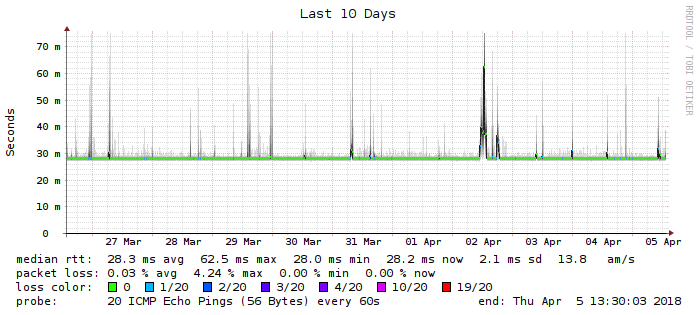 Last 10 Days
RRDTOOL / TOBI OETIKER
Seconds
70 m
60 m
50 m
40 m
30 m
20 m
10 m
0
27 Mar 28 Mar 29 Mar 30 Mar 31 Mar 01 Apr 02 Apr 03 Apr 04 Apr 05 Apr
median rtt: 28.3 ms avg 62.5 ms max 28.0 ms min 28.2 ms now 2.1 ms sd 13.8 am/s
packet loss: 0.03 % avg 4.24 % max 0.00 % min 0.00 % now
loss color: 0 1/20 2/20 3/20 4/20 10/20 19/20
probe: 20 ICMP Echo Pings (56 Bytes) every 60s end: Thu Apr 5 13:30:03 2018